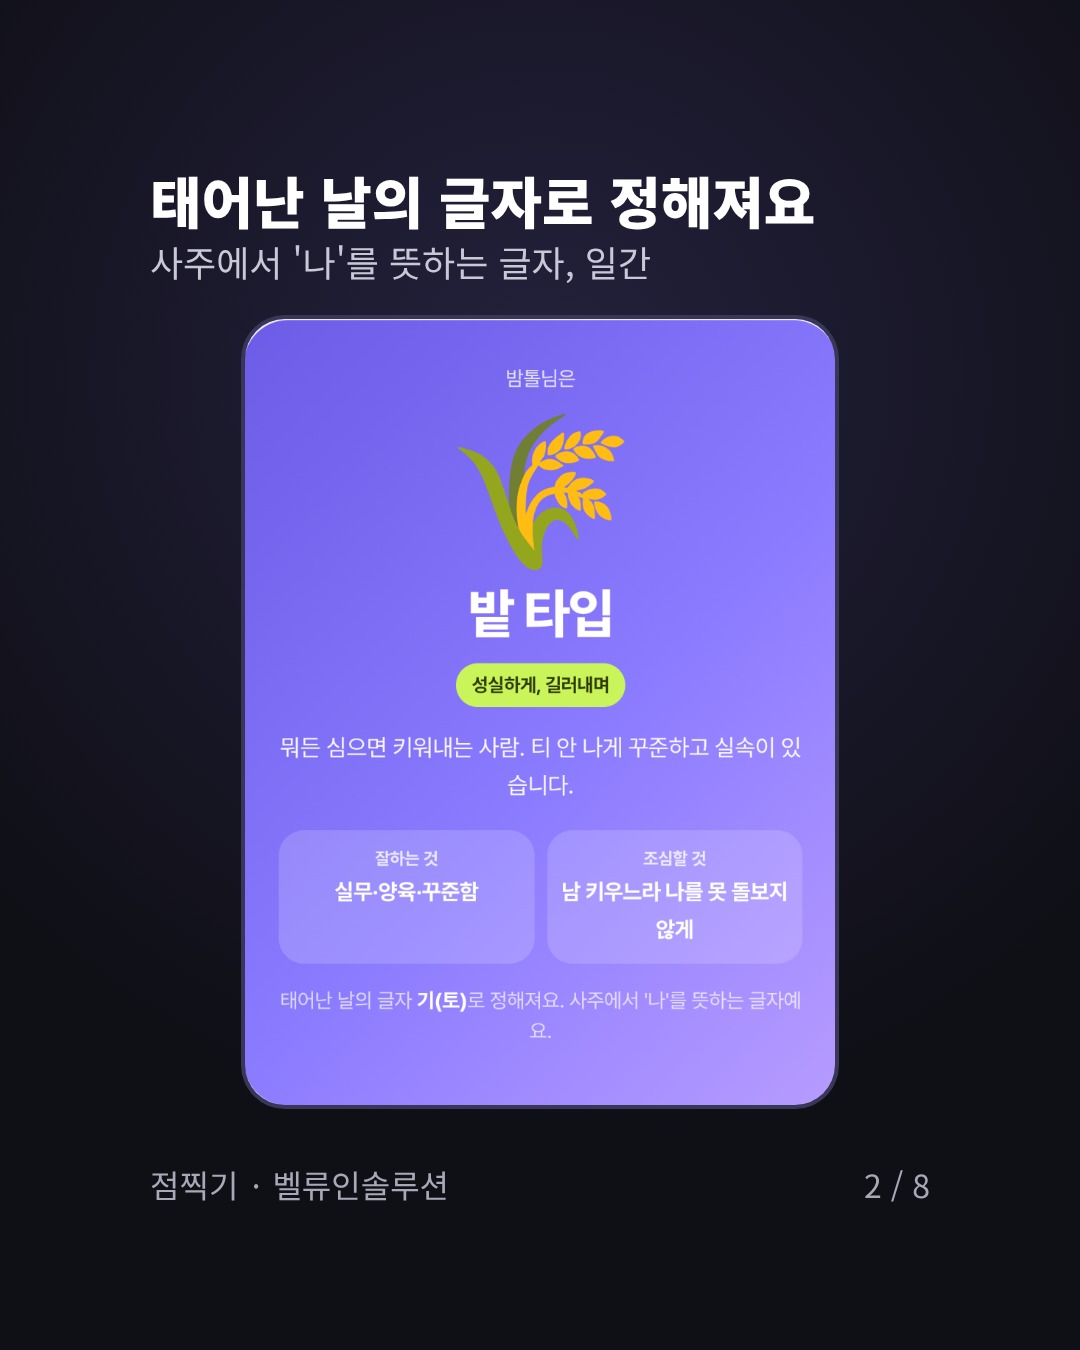 태어난 날의 글자로 정해져요
사주에서 '나'를 뜻하는 글자, 일간
밤톨님은
밭 타입
성실하게, 길러내며
뭐든 심으면 키워내는 사람. 티 안 나게 꾸준하고 실속이 있
습니다.
잘하는 것
실무·양육·꾸준함
조심할 것
남 키우느라 나를 못 돌보지
않게
태어난 날의 글자 기(토)로 정해져요. 사주에서 '나'를 뜻하는 글자예
요.
점찍기 · 벨류인솔루션
2 / 8